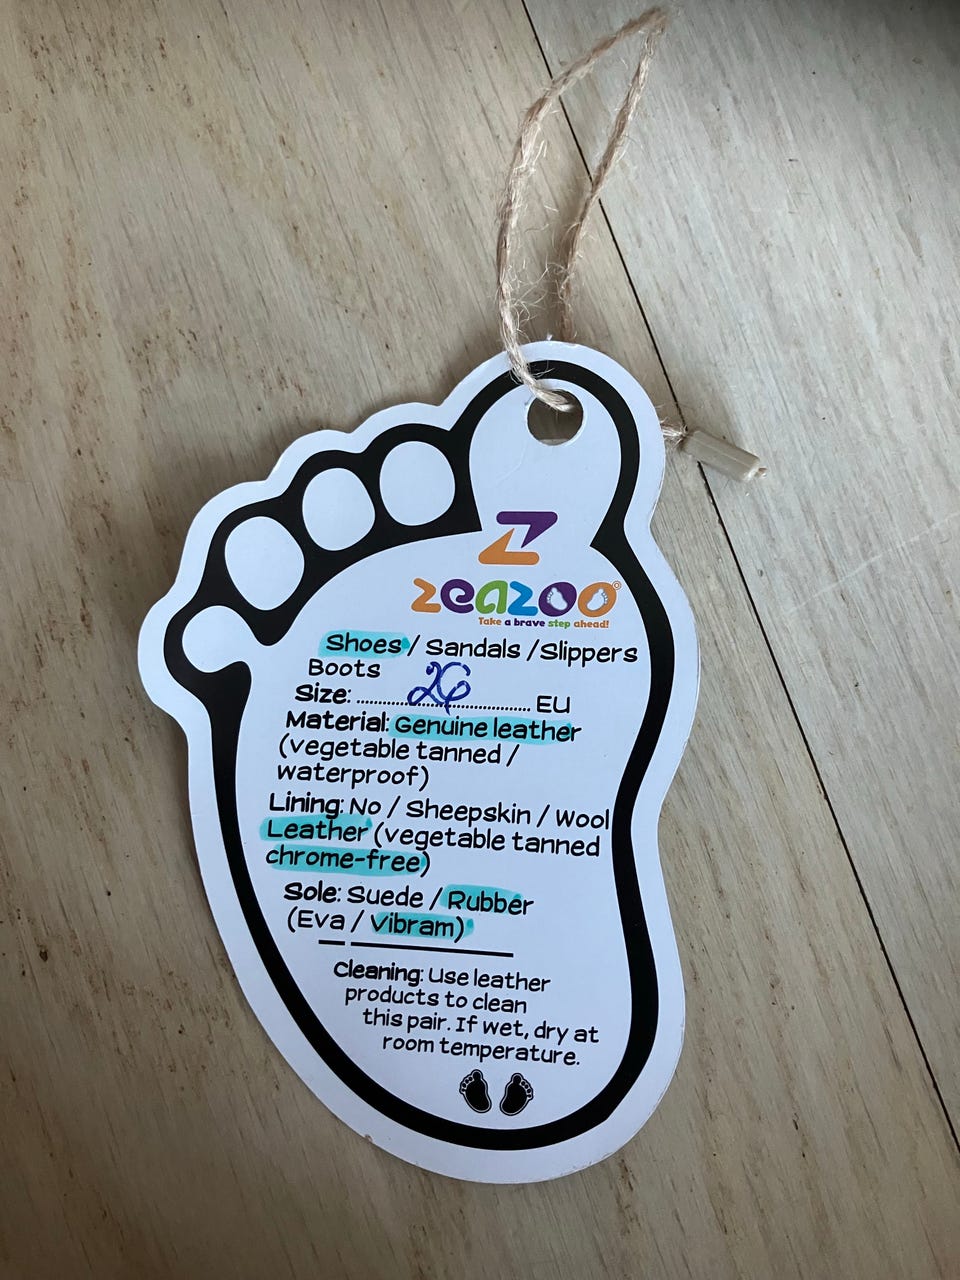 zeazoo
Take a brave step ahead!
Shoes / Sandals /Slippers
Boots
Size: .......... 26 .......... EU
Material: Genuine leather
(vegetable tanned /
waterproof)
Lining: No / Sheepskin / Wool
Leather (vegetable tanned
chrome-free)
Sole: Suede / Rubber
(Eva / Vibram)
Cleaning: Use leather
products to clean
this pair. If wet, dry at
room temperature.